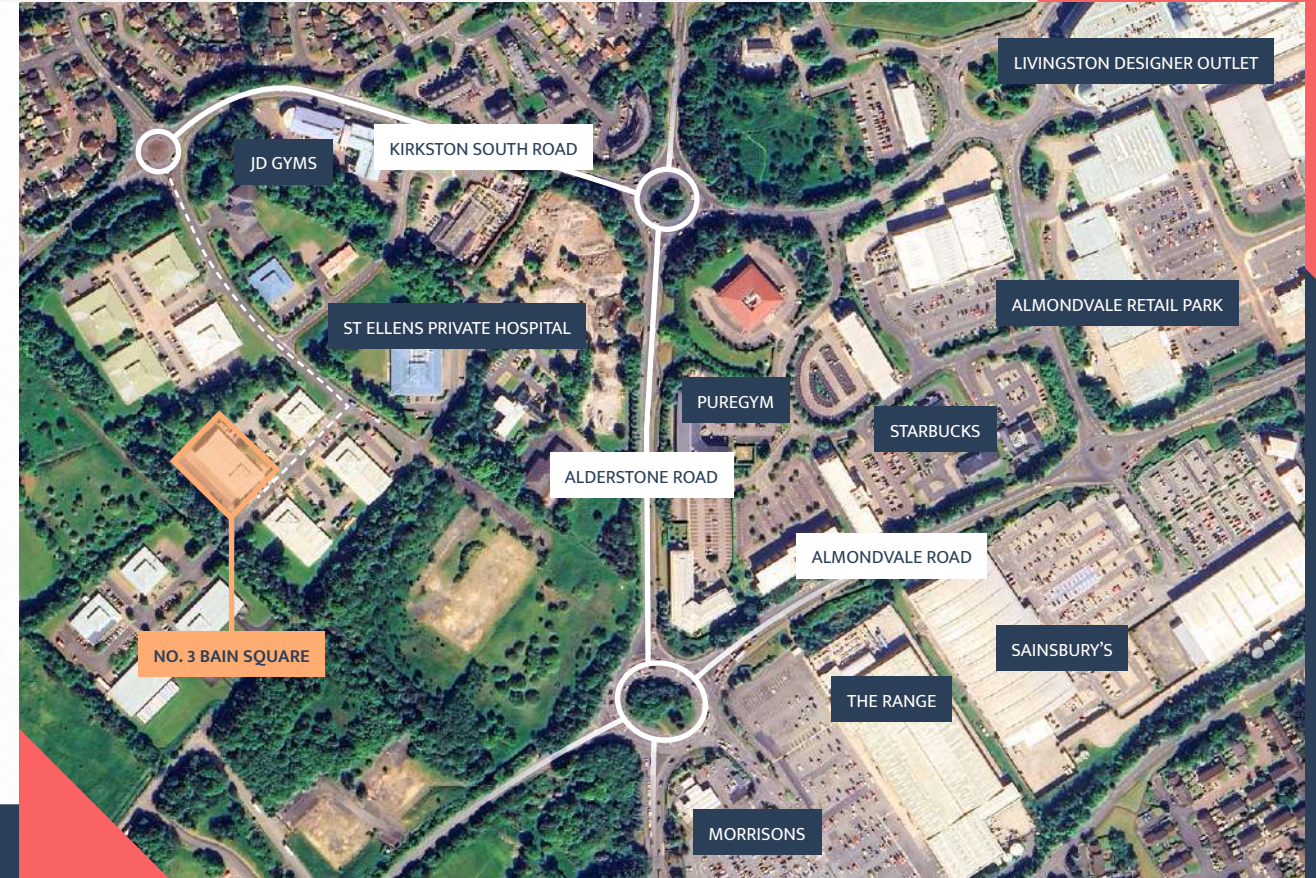 LIVINGSTON DESIGNER OUTLET
KIRKSTON SOUTH ROAD
JD GYMS
ALMONDVALE RETAIL PARK
ST ELLENS PRIVATE HOSPITAL
PUREGYM
STARBUCKS
ALDERSTONE ROAD
ALMONDVALE ROAD
SAINSBURY'S
NO. 3 BAIN SQUARE
THE RANGE
MORRISONS